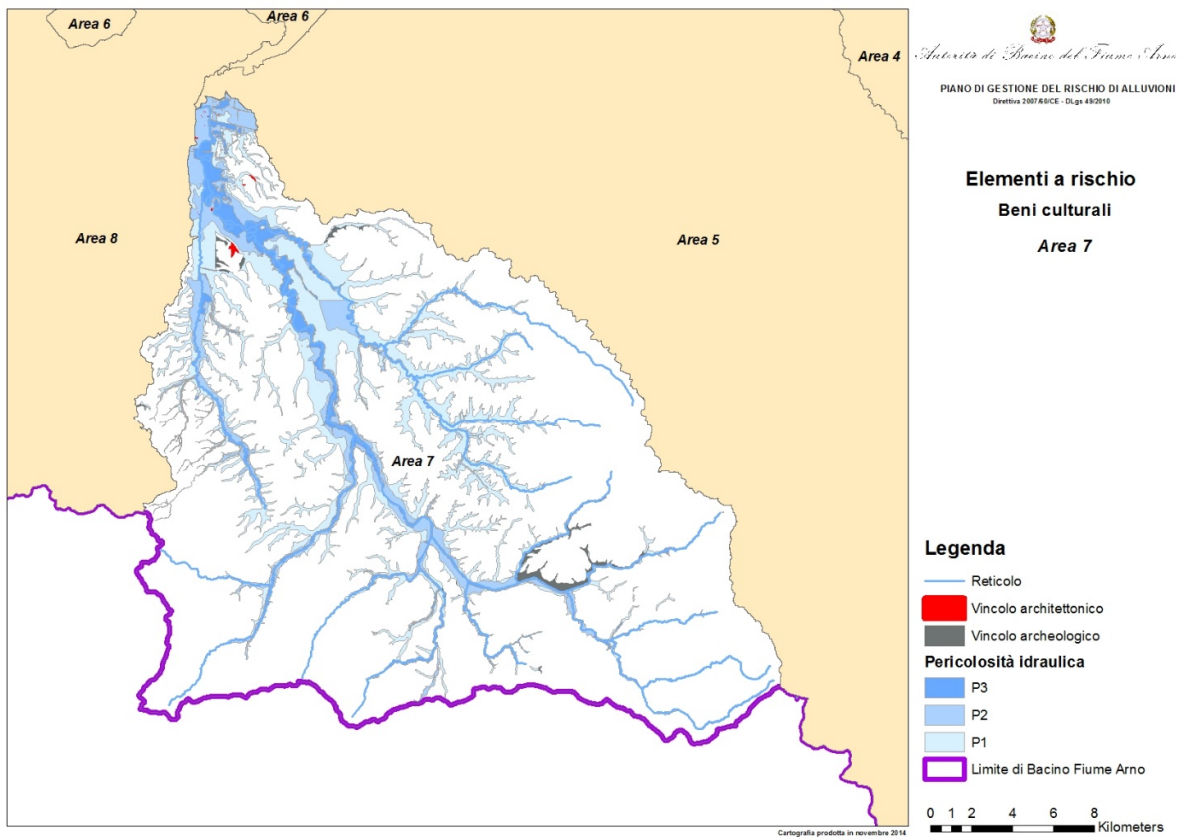 Area 6
Area 6
Area 4
Area 8
Area 5
Area 7
Autorità di Bacino del Fiume Arno
PIANO DI GESTIONE DEL RISCHIO DI ALLUVIONI
Direttiva 2007/60/CE - DLgs 49/2010
Elementi a rischio
Beni culturali
Area 7
Legenda
Reticolo
Vincolo architettonico
Vincolo archeologico
Pericolosità idraulica
P3
P2
P1
Limite di Bacino Fiume Arno
0 1 2 4 6 8
Kilometers
Cartografia prodotta in novembre 2014